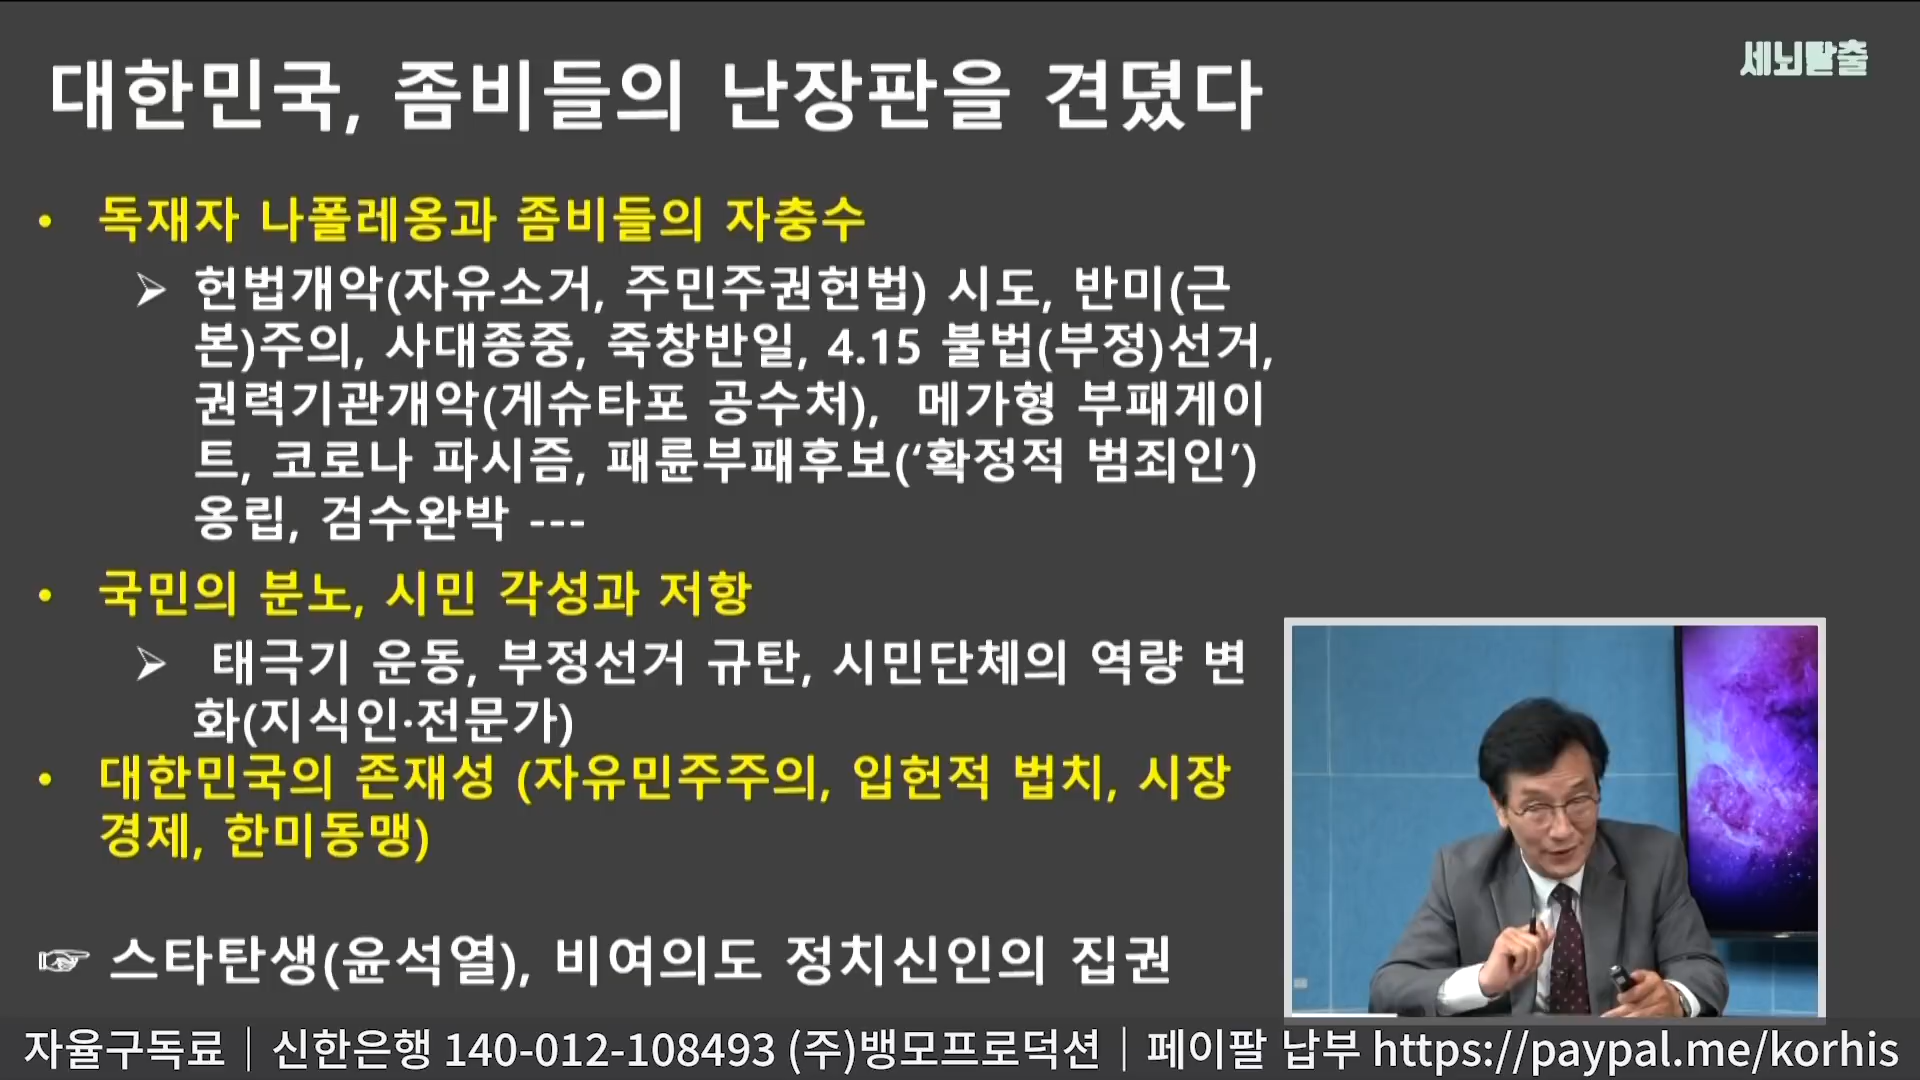 세뇌탈출
대한민국, 좀비들의 난장판을 견뎠다
• 독재자 나폴레옹과 좀비들의 자충수
➢ 헌법개악(자유소거, 주민주권헌법) 시도, 반미(근
본)주의, 사대종중, 죽창반일, 4.15 불법(부정)선거,
권력기관개악(게슈타포 공수처), 메가형 부패게이
트, 코로나 파시즘, 패륜부패후보(‘확정적 범죄인’)
옹립, 검수완박 ---
• 국민의 분노, 시민 각성과 저항
➢ 태극기 운동, 부정선거 규탄, 시민단체의 역량 변
화(지식인·전문가)
• 대한민국의 존재성 (자유민주주의, 입헌적 법치, 시장
경제, 한미동맹)
☞ 스타탄생(윤석열), 비여의도 정치신인의 집권
자율구독료｜신한은행 140-012-108493 (주)뱅모프로덕션｜페이팔 납부 https://paypal.me/korhis